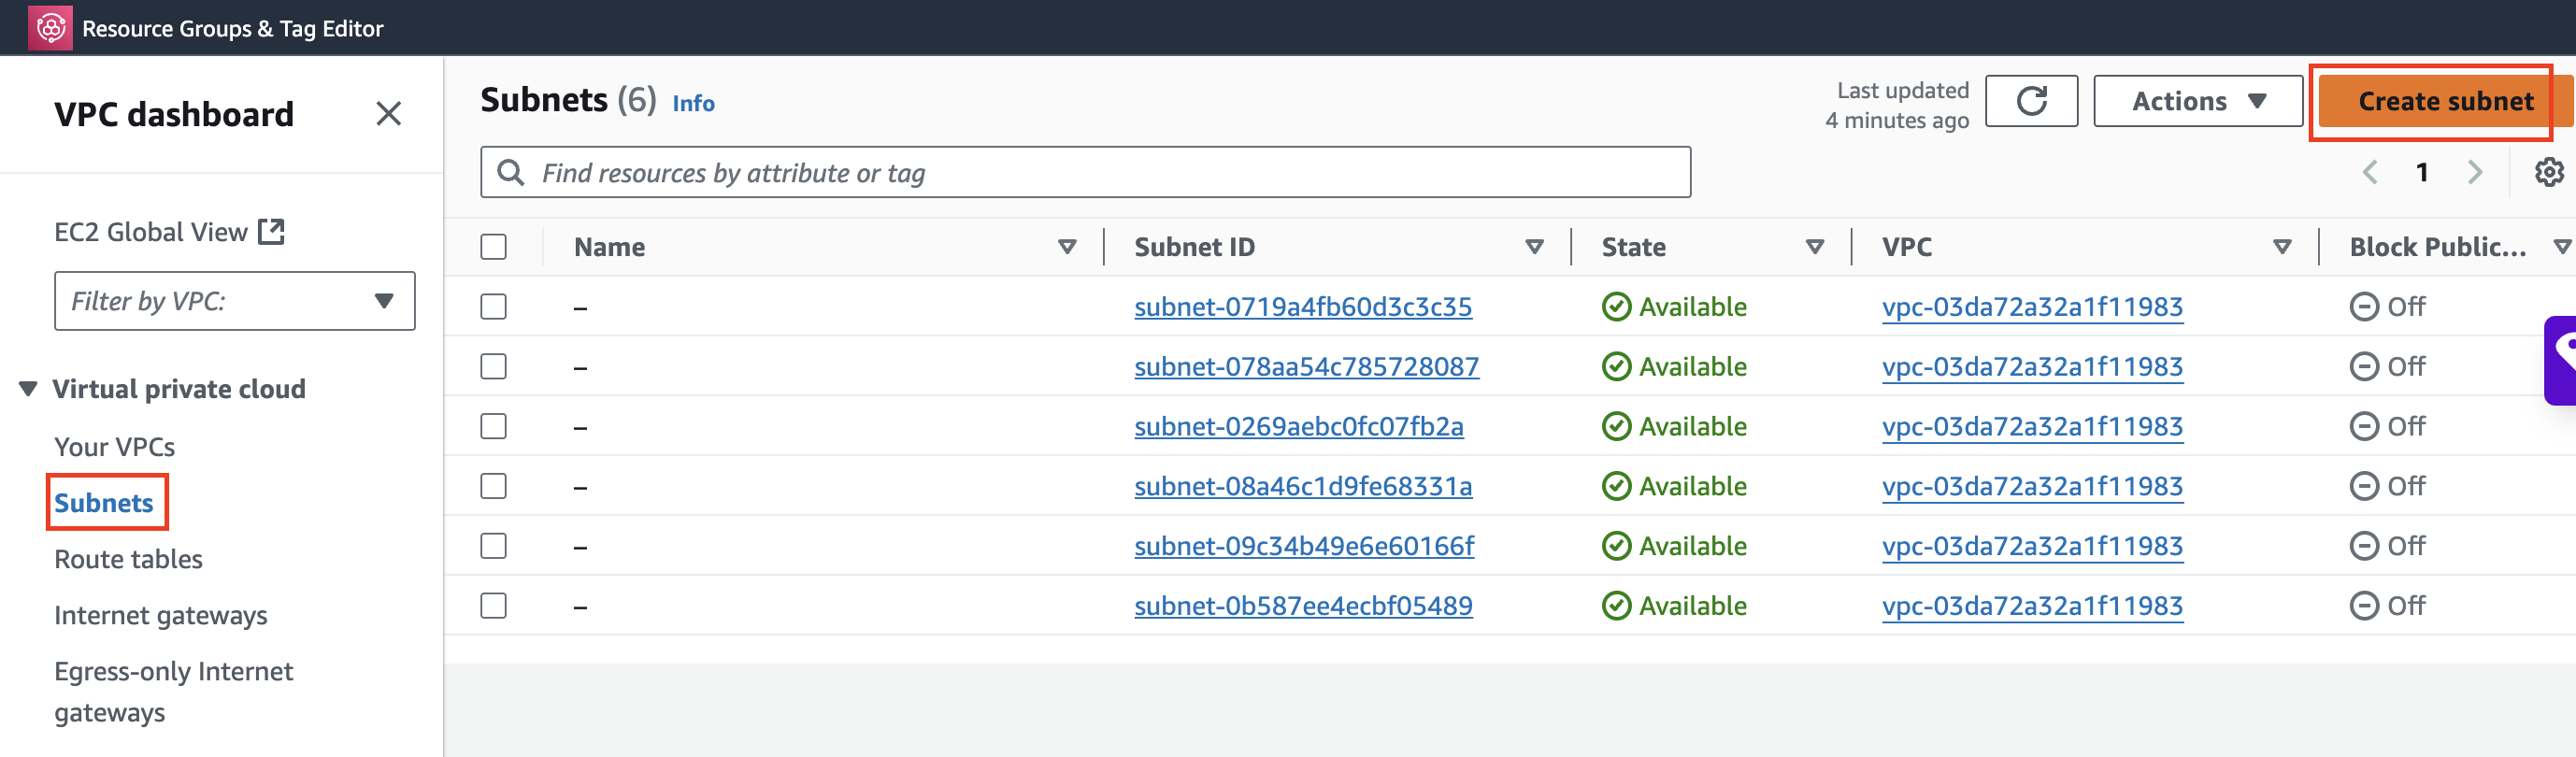 Resource Groups & Tag Editor
VPC dashboard
EC2 Global View
Filter by VPC:
Virtual private cloud
Your VPCs
Subnets
Route tables
Internet gateways
Egress-only Internet
gateways
Subnets (6) Info
Last updated
4 minutes ago
Actions
Create subnet
Find resources by attribute or tag
1
Name Subnet ID State VPC Block Public...
– subnet-0719a4fb60d3c3c35 Available vpc-03da72a32a1f11983 Off
– subnet-078aa54c785728087 Available vpc-03da72a32a1f11983 Off
– subnet-0269aebc0fc07fb2a Available vpc-03da72a32a1f11983 Off
– subnet-08a46c1d9fe68331a Available vpc-03da72a32a1f11983 Off
– subnet-09c34b49e6e60166f Available vpc-03da72a32a1f11983 Off
– subnet-0b587ee4ecbf05489 Available vpc-03da72a32a1f11983 Off